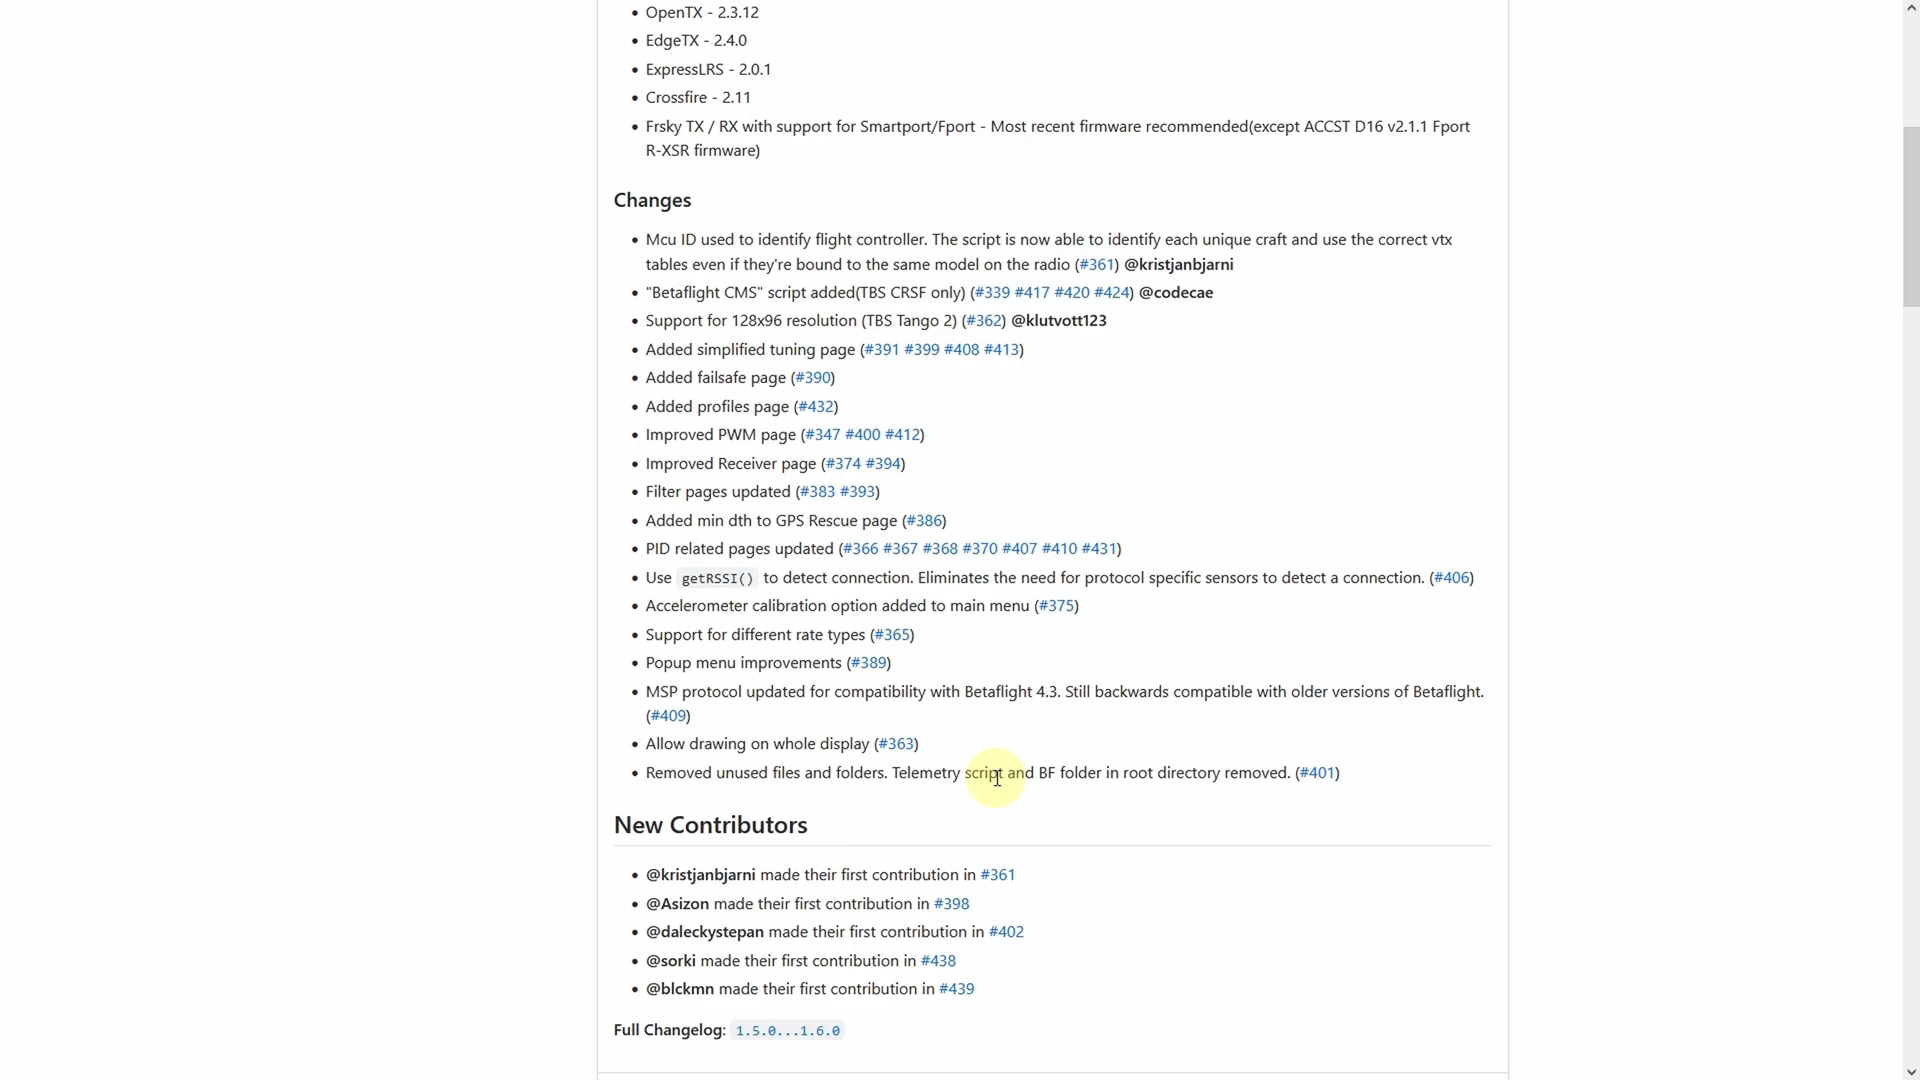 OpenTX - 2.3.12
EdgeTX - 2.4.0
ExpressLRS - 2.0.1
Crossfire - 2.11
Frsky TX / RX with support for Smartport/Fport - Most recent firmware recommended(except ACCST D16 v2.1.1 Fport
R-XSR firmware)
Changes
Mcu ID used to identify flight controller. The script is now able to identify each unique craft and use the correct vtx
tables even if they're bound to the same model on the radio (#361) @kristjanbjarni
"Betaflight CMS" script added(TBS CRSF only) (#339 #417 #420 #424) @codecae
Support for 128x96 resolution (TBS Tango 2) (#362) @klutvott123
Added simplified tuning page (#391 #399 #408 #413)
Added failsafe page (#390)
Added profiles page (#432)
Improved PWM page (#347 #400 #412)
Improved Receiver page (#374 #394)
Filter pages updated (#383 #393)
Added min dth to GPS Rescue page (#386)
PID related pages updated (#366 #367 #368 #370 #407 #410 #431)
Use getRSSI() to detect connection. Eliminates the need for protocol specific sensors to detect a connection. (#406)
Accelerometer calibration option added to main menu (#375)
Support for different rate types (#365)
Popup menu improvements (#389)
MSP protocol updated for compatibility with Betaflight 4.3. Still backwards compatible with older versions of Betaflight.
(#409)
Allow drawing on whole display (#363)
Removed unused files and folders. Telemetry script and BF folder in root directory removed. (#401)
New Contributors
@kristjanbjarni made their first contribution in #361
@Asizon made their first contribution in #398
@daleckystepan made their first contribution in #402
@sorki made their first contribution in #438
@blckmn made their first contribution in #439
Full Changelog: 1.5.0...1.6.0